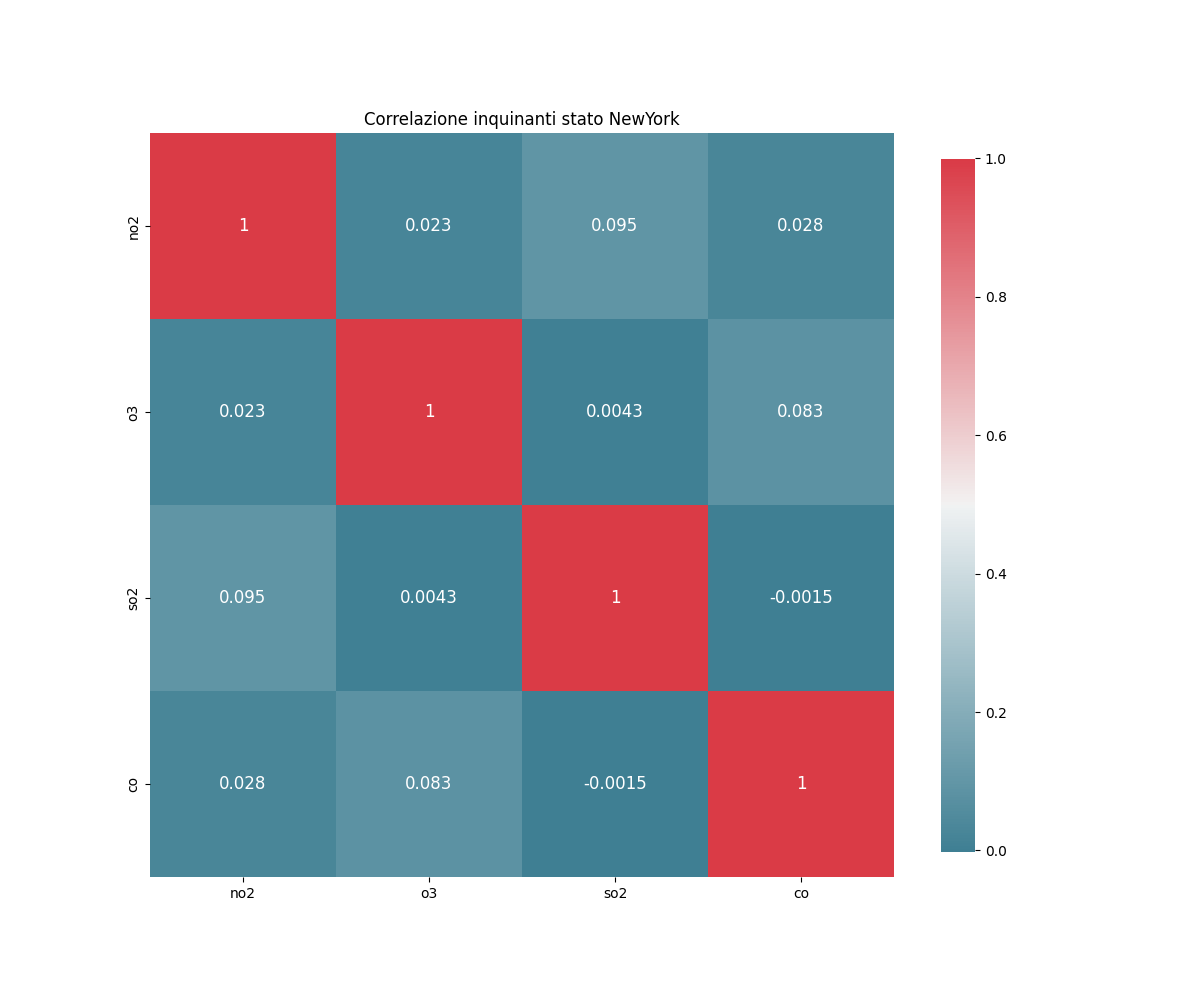 Correlazione inquinanti stato NewYork
no2 1 0.023 0.095 0.028
o3 0.023 1 0.0043 0.083
so2 0.095 0.0043 1 -0.0015
co 0.028 0.083 -0.0015 1
no2 o3 so2 co
1.0
0.8
0.6
0.4
0.2
0.0